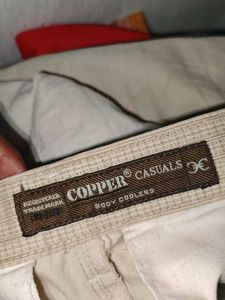 REGISTERED
TRADEMARK
COPPER® CASUALS
BODY COOLERS